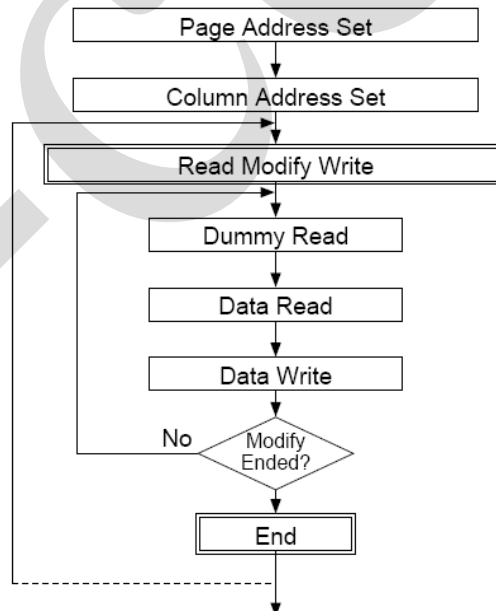 Page Address Set
Column Address Set
Read Modify Write
Dummy Read
Data Read
Data Write
No
Modify
Ended?
End